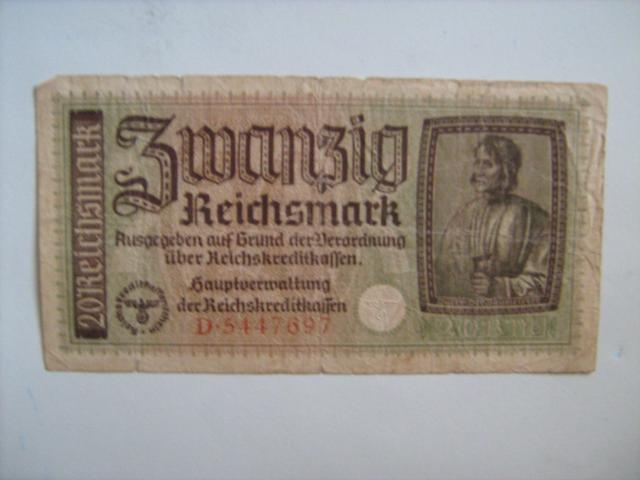 20 Reichsmark
Zwanzig
Reichsmark
Ausgegeben auf Grund der Verordnung
über Reichskreditkassen.
Hauptverwaltung
der Reichskreditkassen
D·5447697